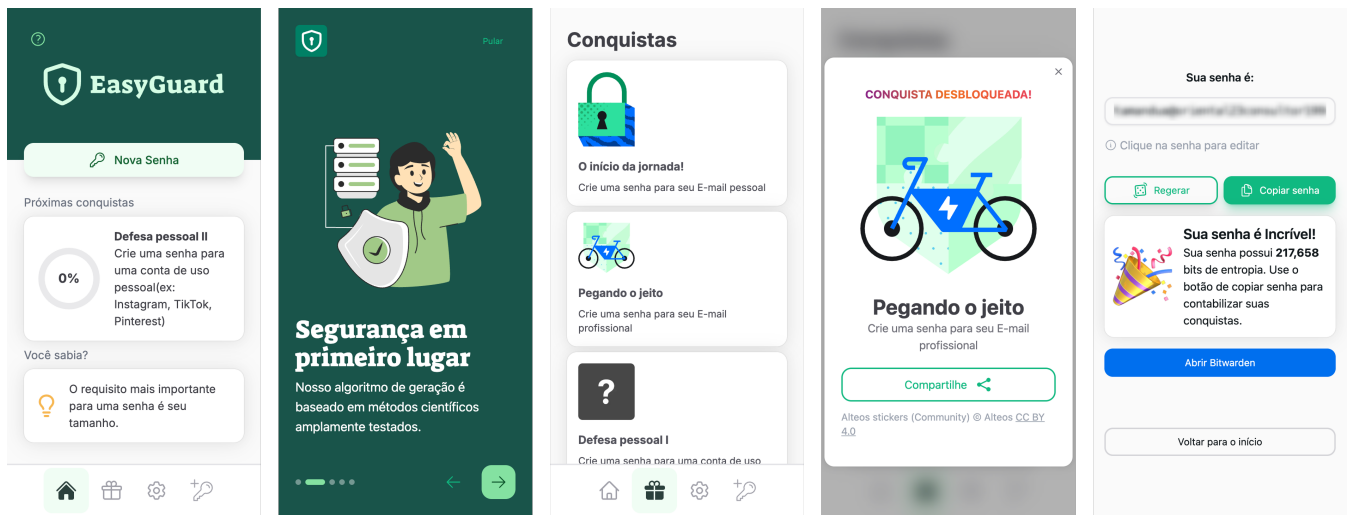 EasyGuard
Nova Senha
Próximas conquistas
0%
Defesa pessoal II
Crie uma senha para
uma conta de uso
pessoal(ex:
Instagram, TikTok,
Pinterest)
Você sabia?
O requisito mais importante
para uma senha é seu
tamanho.
Pular
Segurança em
primeiro lugar
Nosso algoritmo de geração é
baseado em métodos científicos
amplamente testados.
Conquistas
O início da jornada!
Crie uma senha para seu E-mail pessoal
Pegando o jeito
Crie uma senha para seu E-mail
profissional
?
Defesa pessoal I
Crie uma senha para uma conta de uso
CONQUISTA DESBLOQUEADA!
Pegando o jeito
Crie uma senha para seu E-mail
profissional
Compartilhe
Alteos stickers (Community) © Alteos CC BY
4.0
Sua senha é:
Clique na senha para editar
Regerar
Copiar senha
Sua senha é Incrível!
Sua senha possui 217,658
bits de entropia. Use o
botão de copiar senha para
contabilizar suas
conquistas.
Abrir Bitwarden
Voltar para o início